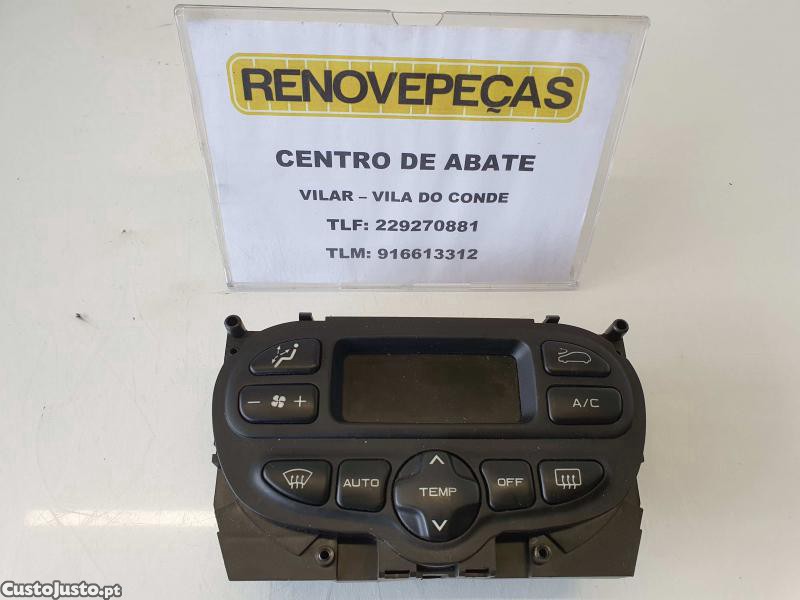 RENOVEPEÇAS
CENTRO DE ABATE
VILAR – VILA DO CONDE
TLF: 229270881
TLM: 916613312
− +
A/C
AUTO
TEMP
OFF
CustoJusto.pt